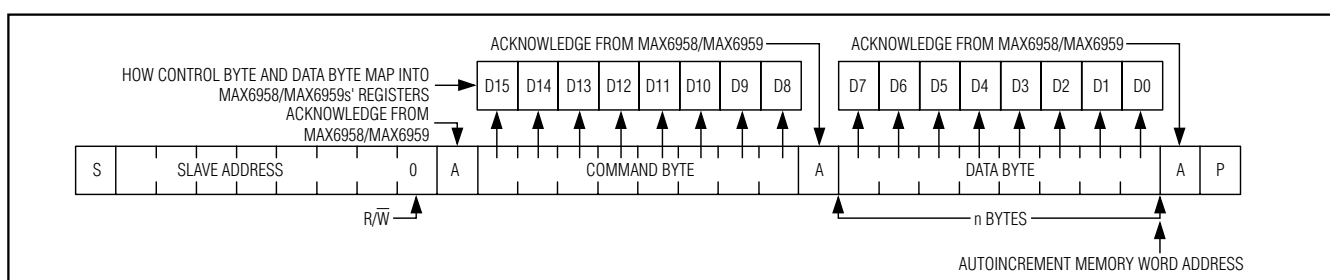 ACKNOWLEDGE FROM MAX6958/MAX6959
ACKNOWLEDGE FROM MAX6958/MAX6959
HOW CONTROL BYTE AND DATA BYTE MAP INTO
MAX6958/MAX6959s' REGISTERS
D15 D14 D13 D12 D11 D10 D9 D8
D7 D6 D5 D4 D3 D2 D1 D0
ACKNOWLEDGE FROM
MAX6958/MAX6959
S SLAVE ADDRESS 0 A COMMAND BYTE A DATA BYTE A P
R/W̅
n BYTES
AUTOINCREMENT MEMORY WORD ADDRESS